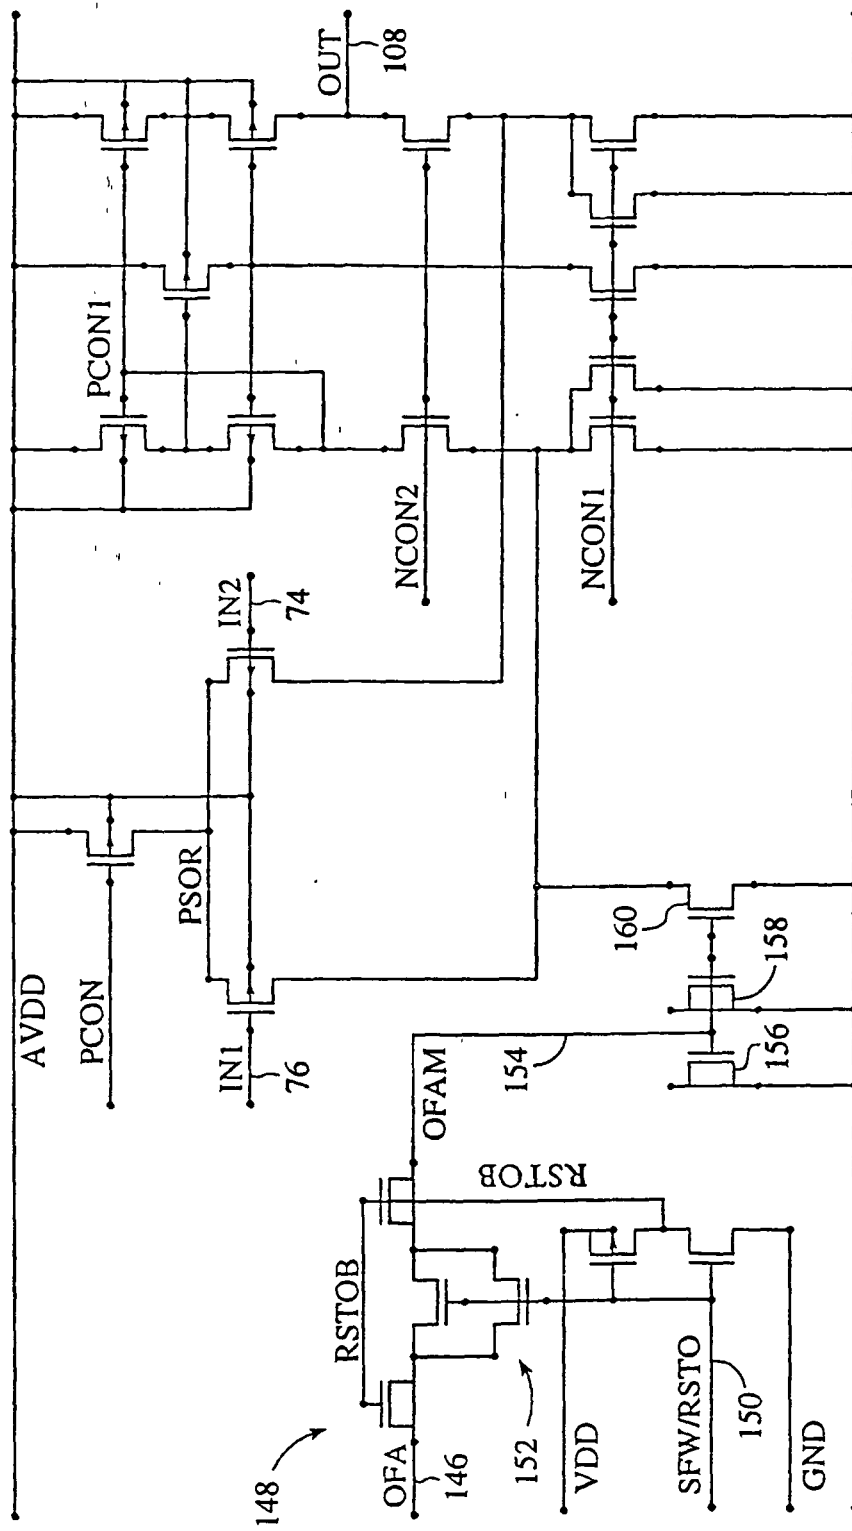 AVDD
PCON
PSOR
IN1
76
IN2
74
PCON1
OUT
108
NCON2
NCON1
148
OFA
146
RSTOB
RSTOB
OFAM
154
152
VDD
SFW/RSTO
150
GND
156
158
160